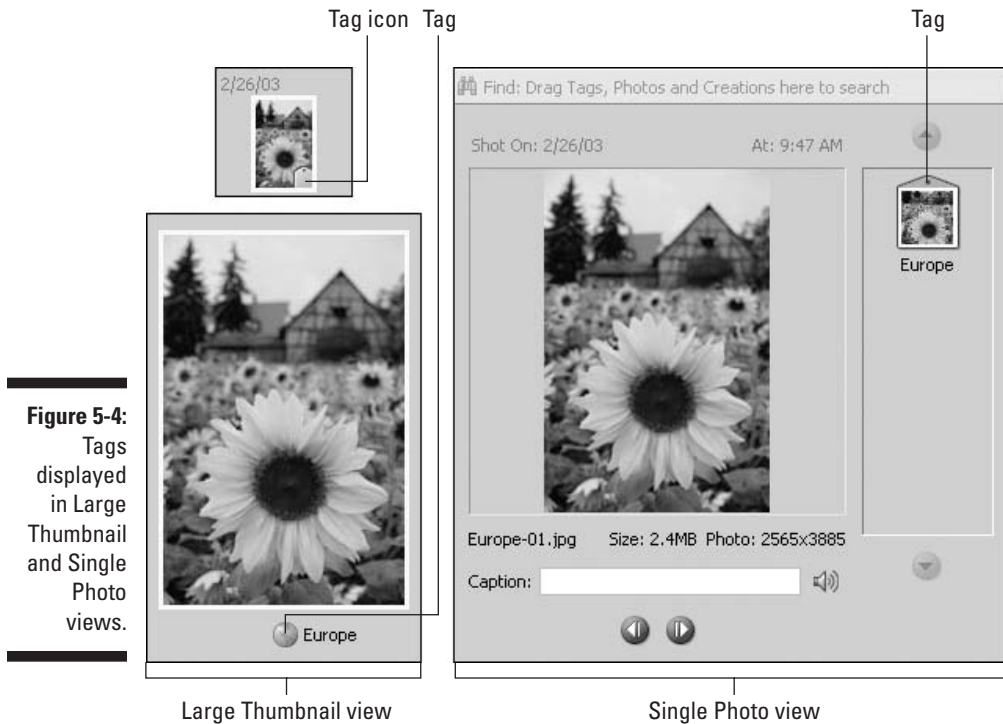 Tag icon Tag
Tag
2/26/03
Find: Drag Tags, Photos and Creations here to search
Shot On: 2/26/03 At: 9:47 AM
Europe
Europe-01.jpg Size: 2.4MB Photo: 2565x3885
Caption:
Europe
Figure 5-4:
Tags
displayed
in Large
Thumbnail
and Single
Photo
views.
Large Thumbnail view
Single Photo view